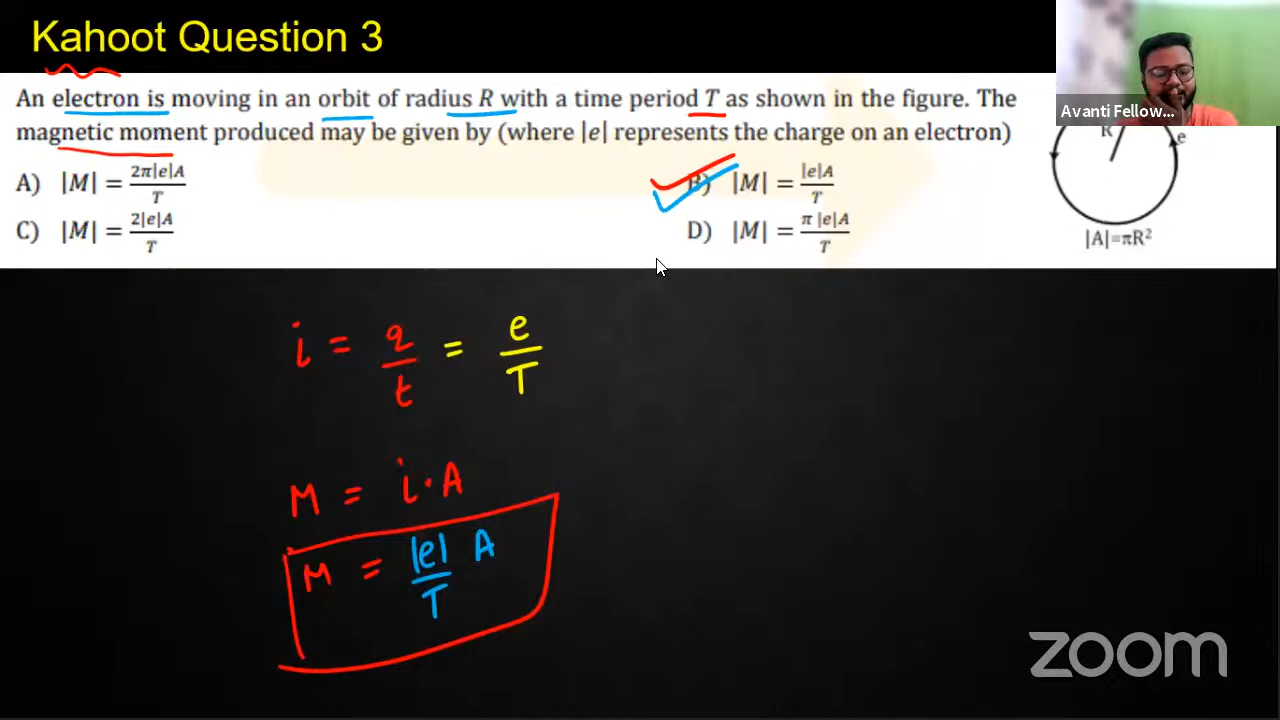 Kahoot Question 3
An electron is moving in an orbit of radius R with a time period T as shown in the figure. The
magnetic moment produced may be given by (where |e| represents the charge on an electron)
A) |M| = 2π|e|A/T
B) |M| = |e|A/T
C) |M| = 2|e|A/T
D) |M| = π|e|A/T
Avanti Fellow...
R
e
|A|=πR²
i = q/t = e/T
M = i·A
M = |e|/T A
zoom